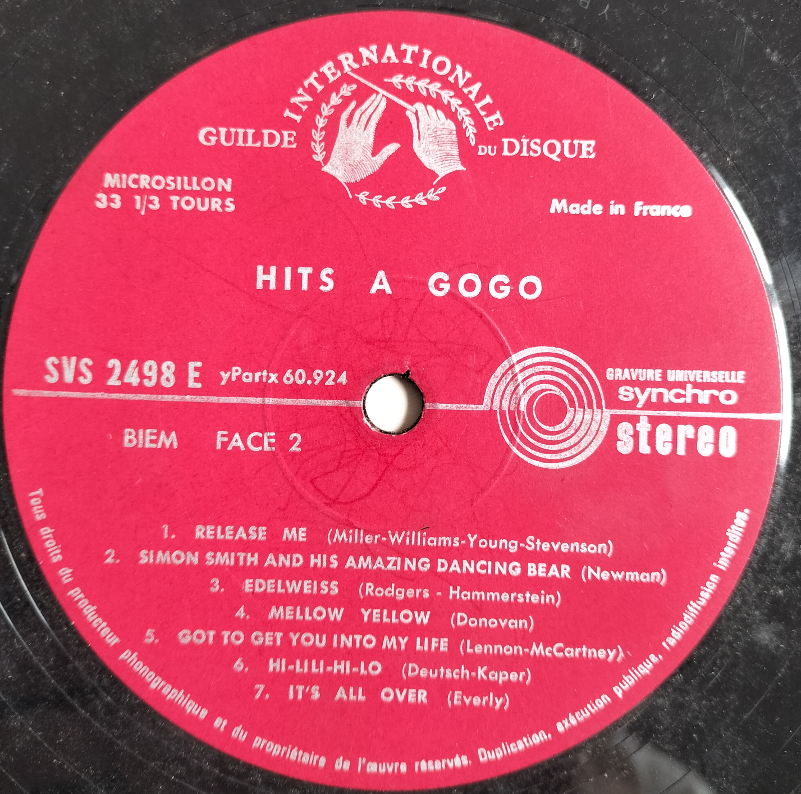 GUILDE INTERNATIONALE DU DISQUE
MICROSILLON
33 1/3 TOURS
Made in France
HITS A GOGO
SVS 2498 E yPartx 60.924
GRAVURE UNIVERSELLE
synchro
stereo
BIEM FACE 2
1. RELEASE ME (Miller-Williams-Young-Stevenson)
2. SIMON SMITH AND HIS AMAZING DANCING BEAR (Newman)
3. EDELWEISS (Rodgers - Hammerstein)
4. MELLOW YELLOW (Donovan)
5. GOT TO GET YOU INTO MY LIFE (Lennon-McCartney)
6. HI-LILI-HI-LO (Deutsch-Kaper)
7. IT'S ALL OVER (Everly)
Tous droits du producteur phonographique et du propriétaire de l'œuvre réservés. Duplication, exécution publique, radiodiffusion interdites.